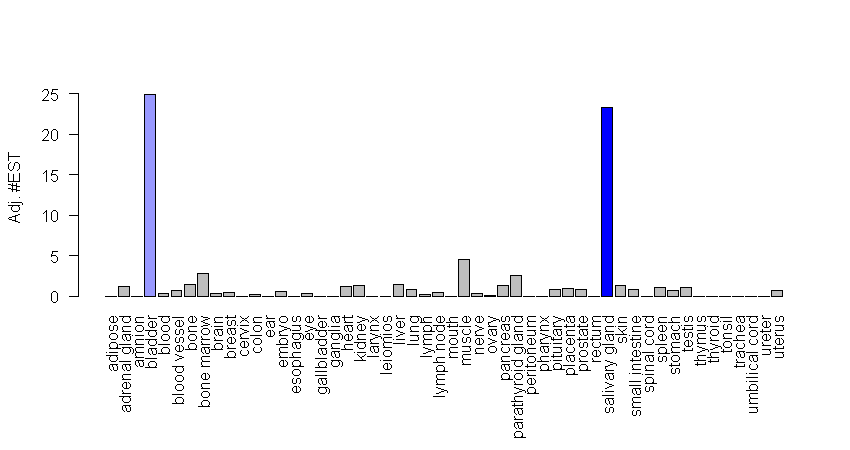 Adj. #EST
25
20
15
10
5
0
adipose
adrenal gland
amnion
bladder
blood
blood vessel
bone
bone marrow
brain
breast
cervix
colon
ear
embryo
esophagus
eye
gallbladder
ganglia
heart
kidney
larynx
leiomios
liver
lung
lymph
lymph node
mouth
muscle
nerve
ovary
pancreas
parathyroid gland
peritoneum
pharynx
pituitary
placenta
prostate
rectum
salivary gland
skin
small intestine
spinal cord
spleen
stomach
testis
thymus
thyroid
tonsil
trachea
umbilical cord
ureter
uterus